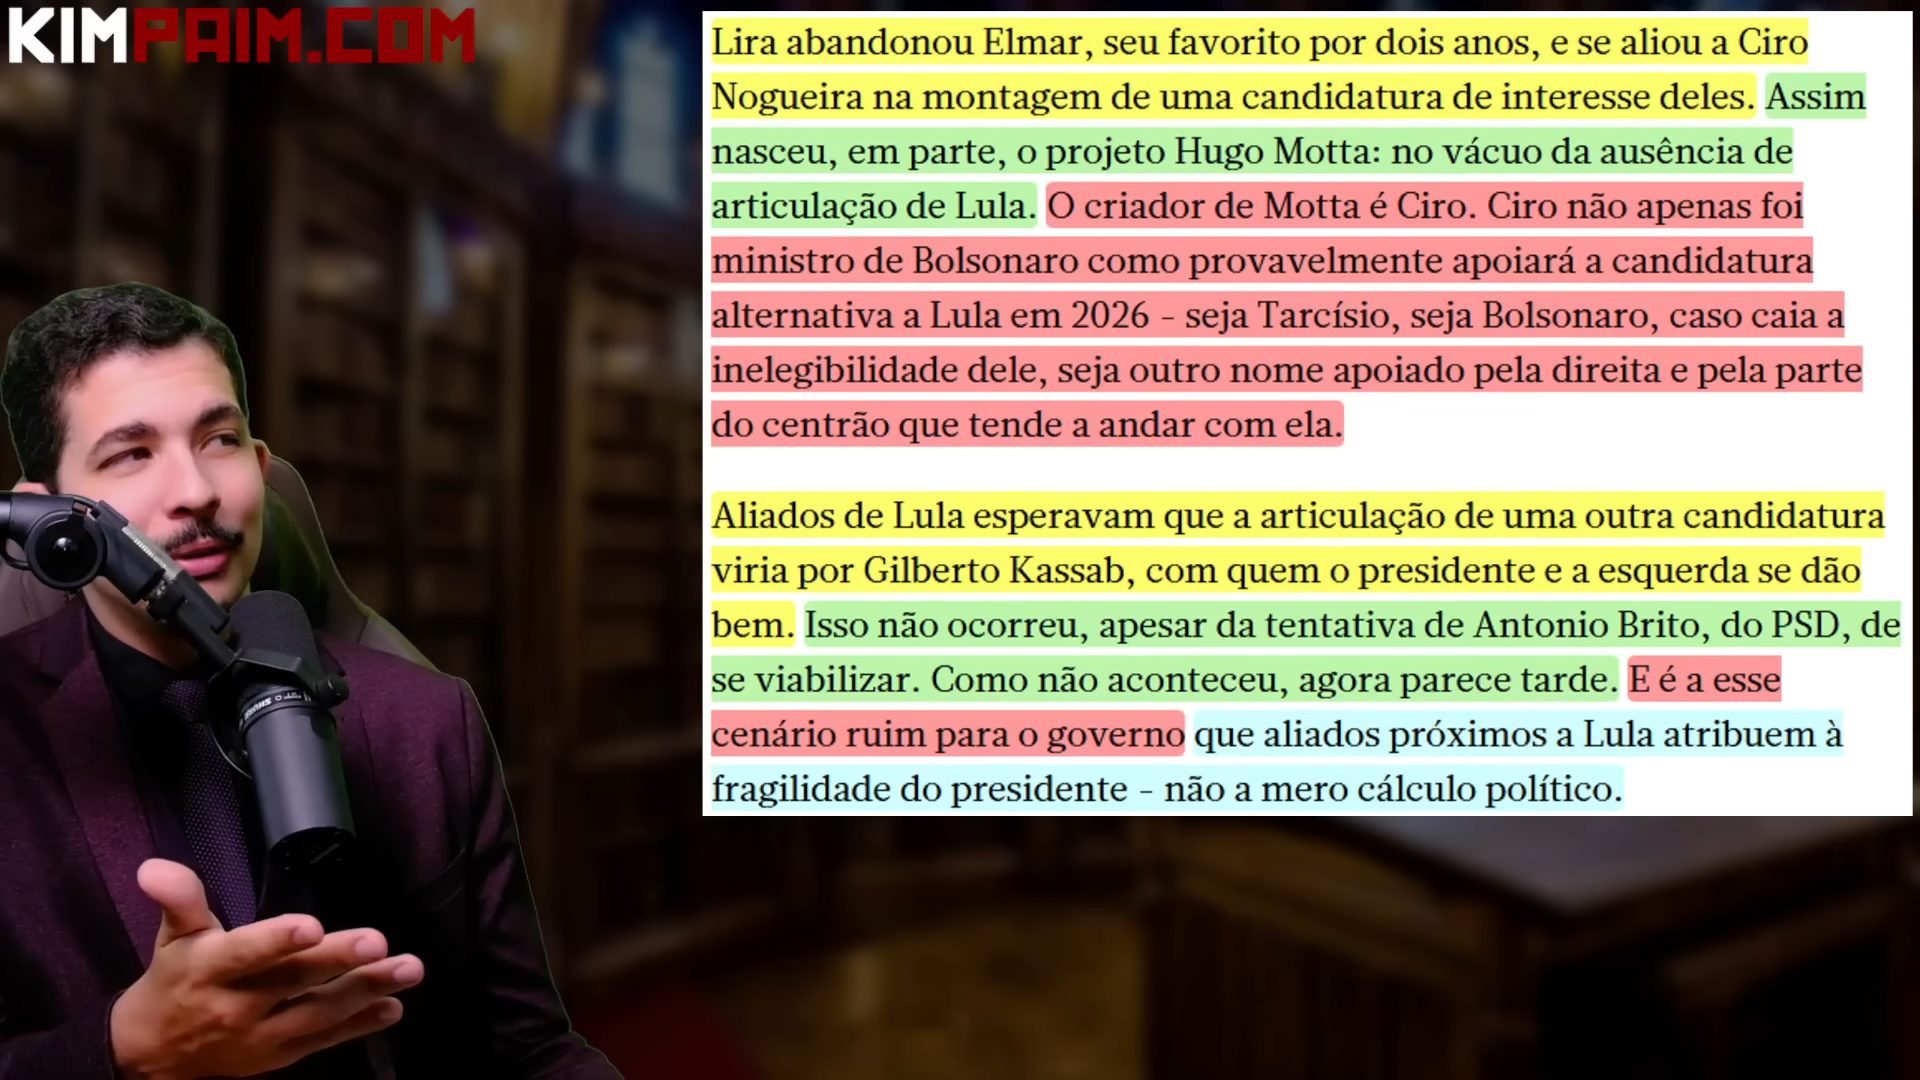 KIMPAIM.COM
Lira abandonou Elmar, seu favorito por dois anos, e se aliou a Ciro
Nogueira na montagem de uma candidatura de interesse deles. Assim
nasceu, em parte, o projeto Hugo Motta: no vácuo da ausência de
articulação de Lula. O criador de Motta é Ciro. Ciro não apenas foi
ministro de Bolsonaro como provavelmente apoiará a candidatura
alternativa a Lula em 2026 – seja Tarcísio, seja Bolsonaro, caso caia a
inelegibilidade dele, seja outro nome apoiado pela direita e pela parte
do centrão que tende a andar com ela.
Aliados de Lula esperavam que a articulação de uma outra candidatura
viria por Gilberto Kassab, com quem o presidente e a esquerda se dão
bem. Isso não ocorreu, apesar da tentativa de Antonio Brito, do PSD, de
se viabilizar. Como não aconteceu, agora parece tarde. E é a esse
cenário ruim para o governo que aliados próximos a Lula atribuem à
fragilidade do presidente – não a mero cálculo político.
SHURE